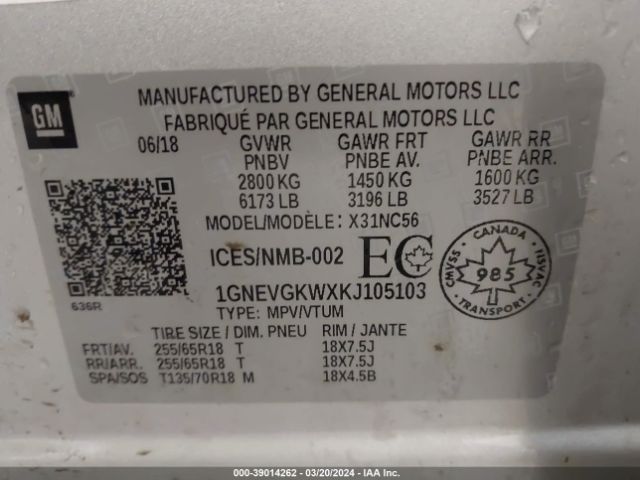 GM
MANUFACTURED BY GENERAL MOTORS LLC
FABRIQUÉ PAR GENERAL MOTORS LLC
06/18 GVWR GAWR FRT GAWR RR
PNBV PNBE AV. PNBE ARR.
2800 KG 1450 KG 1600 KG
6173 LB 3196 LB 3527 LB
MODEL/MODÈLE: X31NC56
ICES/NMB-002 EC
CANADA
CMVSS 985 NSVAC
TRANSPORT
636R
1GNEVGKWXKJ105103
TYPE: MPV/VTUM
TIRE SIZE / DIM. PNEU RIM / JANTE
FRT/AV. 255/65R18 T 18X7.5J
RR/ARR. 255/65R18 T 18X7.5J
SPA/SOS T135/70R18 M 18X4.5B
000-39014262 - 03/20/2024 - IAA Inc.